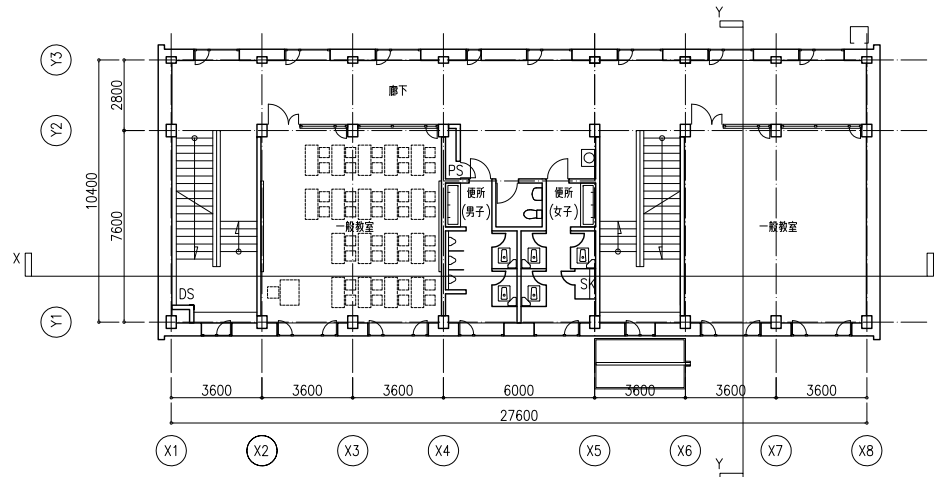 Y
Y3
2800
廊下
Y2
PS
便所
(男子)
便所
(女子)
10400
7600
一般教室
一般教室
X
DS
SK
Y1
3600
3600
3600
6000
3600
3600
3600
27600
X1
X2
X3
X4
X5
X6
X7
X8
Y